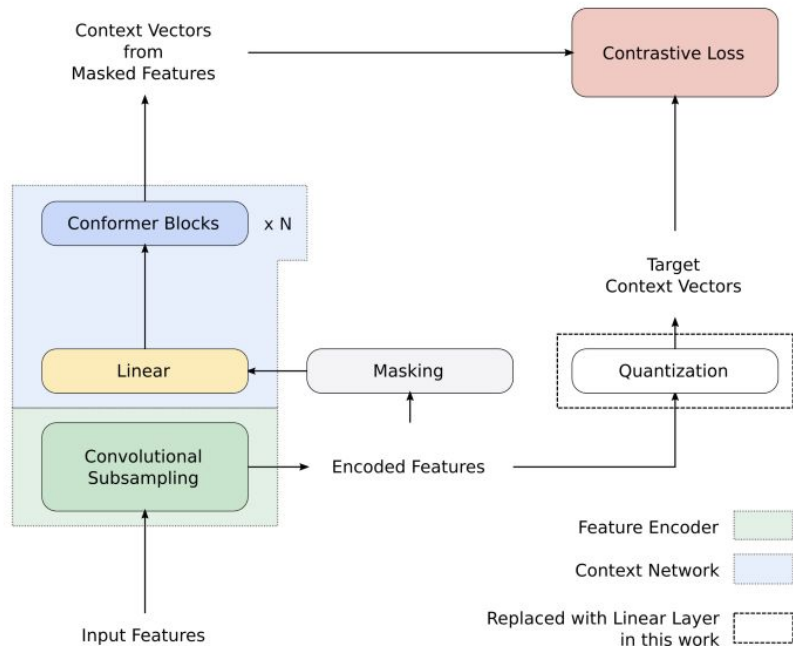 Context Vectors
from
Masked Features
Contrastive Loss
Conformer Blocks
x N
Target
Context Vectors
Linear
Masking
Quantization
Convolutional
Subsampling
Encoded Features
Feature Encoder
Context Network
Replaced with Linear Layer
in this work
Input Features